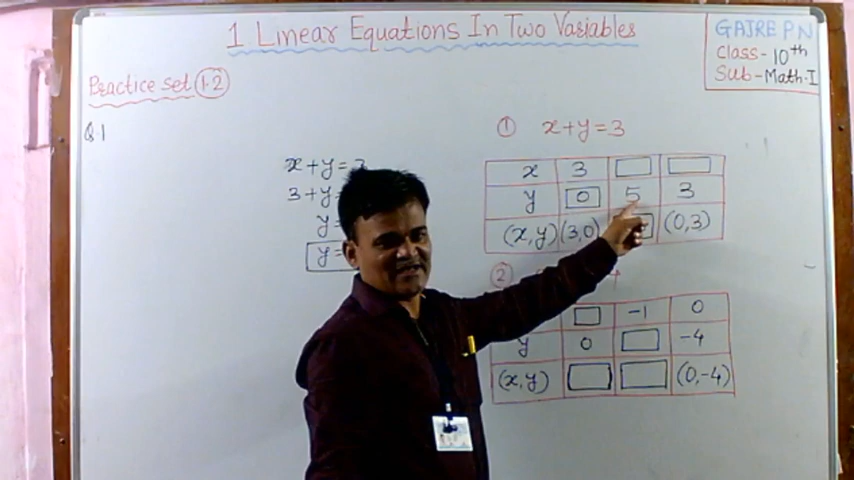 1 Linear Equations In Two Variables
GAJRE P N
Class-10th
Sub-Math-I
Practice Set 1.2
Q.1
① x+y=3
x+y=3
3+y=
y=
y=
x 3
y 0 5 3
(x,y) (3,0) (0,3)
② 4
-1 0
y 0 -4
(x,y) (0,-4)